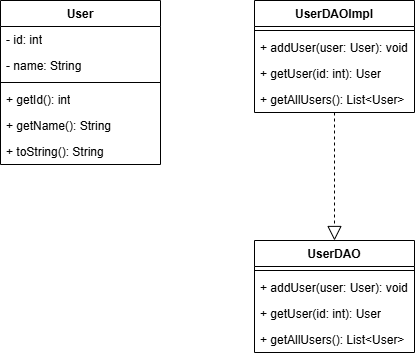 User
- id: int
- name: String
+ getId(): int
+ getName(): String
+ toString(): String
UserDAOImpl
+ addUser(user: User): void
+ getUser(id: int): User
+ getAllUsers(): List<User>
UserDAO
+ addUser(user: User): void
+ getUser(id: int): User
+ getAllUsers(): List<User>